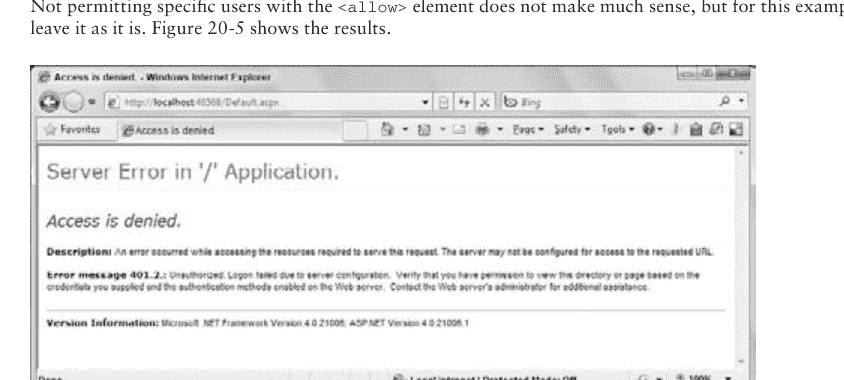 Not permitting specific users with the <allow> element does not make much sense, but for this examp
leave it as it is. Figure 20-5 shows the results.
Access is denied. - Windows Internet Explorer
http://localhost:40368/Default.aspx
Bing
Favorites Access is denied
Page Safety Tools
Server Error in '/' Application.
Access is denied.
Description: An error occurred while accessing the resources required to serve this request. The server may not be configured for access to the requested URL.
Error message 401.2.: Unauthorized: Logon failed due to server configuration. Verify that you have permission to view this directory or page based on the
credentials you supplied and the authentication methods enabled on the Web server. Contact the Web server's administrator for additional assistance.
Version Information: Microsoft .NET Framework Version:4.0.21006; ASP.NET Version:4.0.21006.1
Done Local intranet | Protected Mode: Off 100%